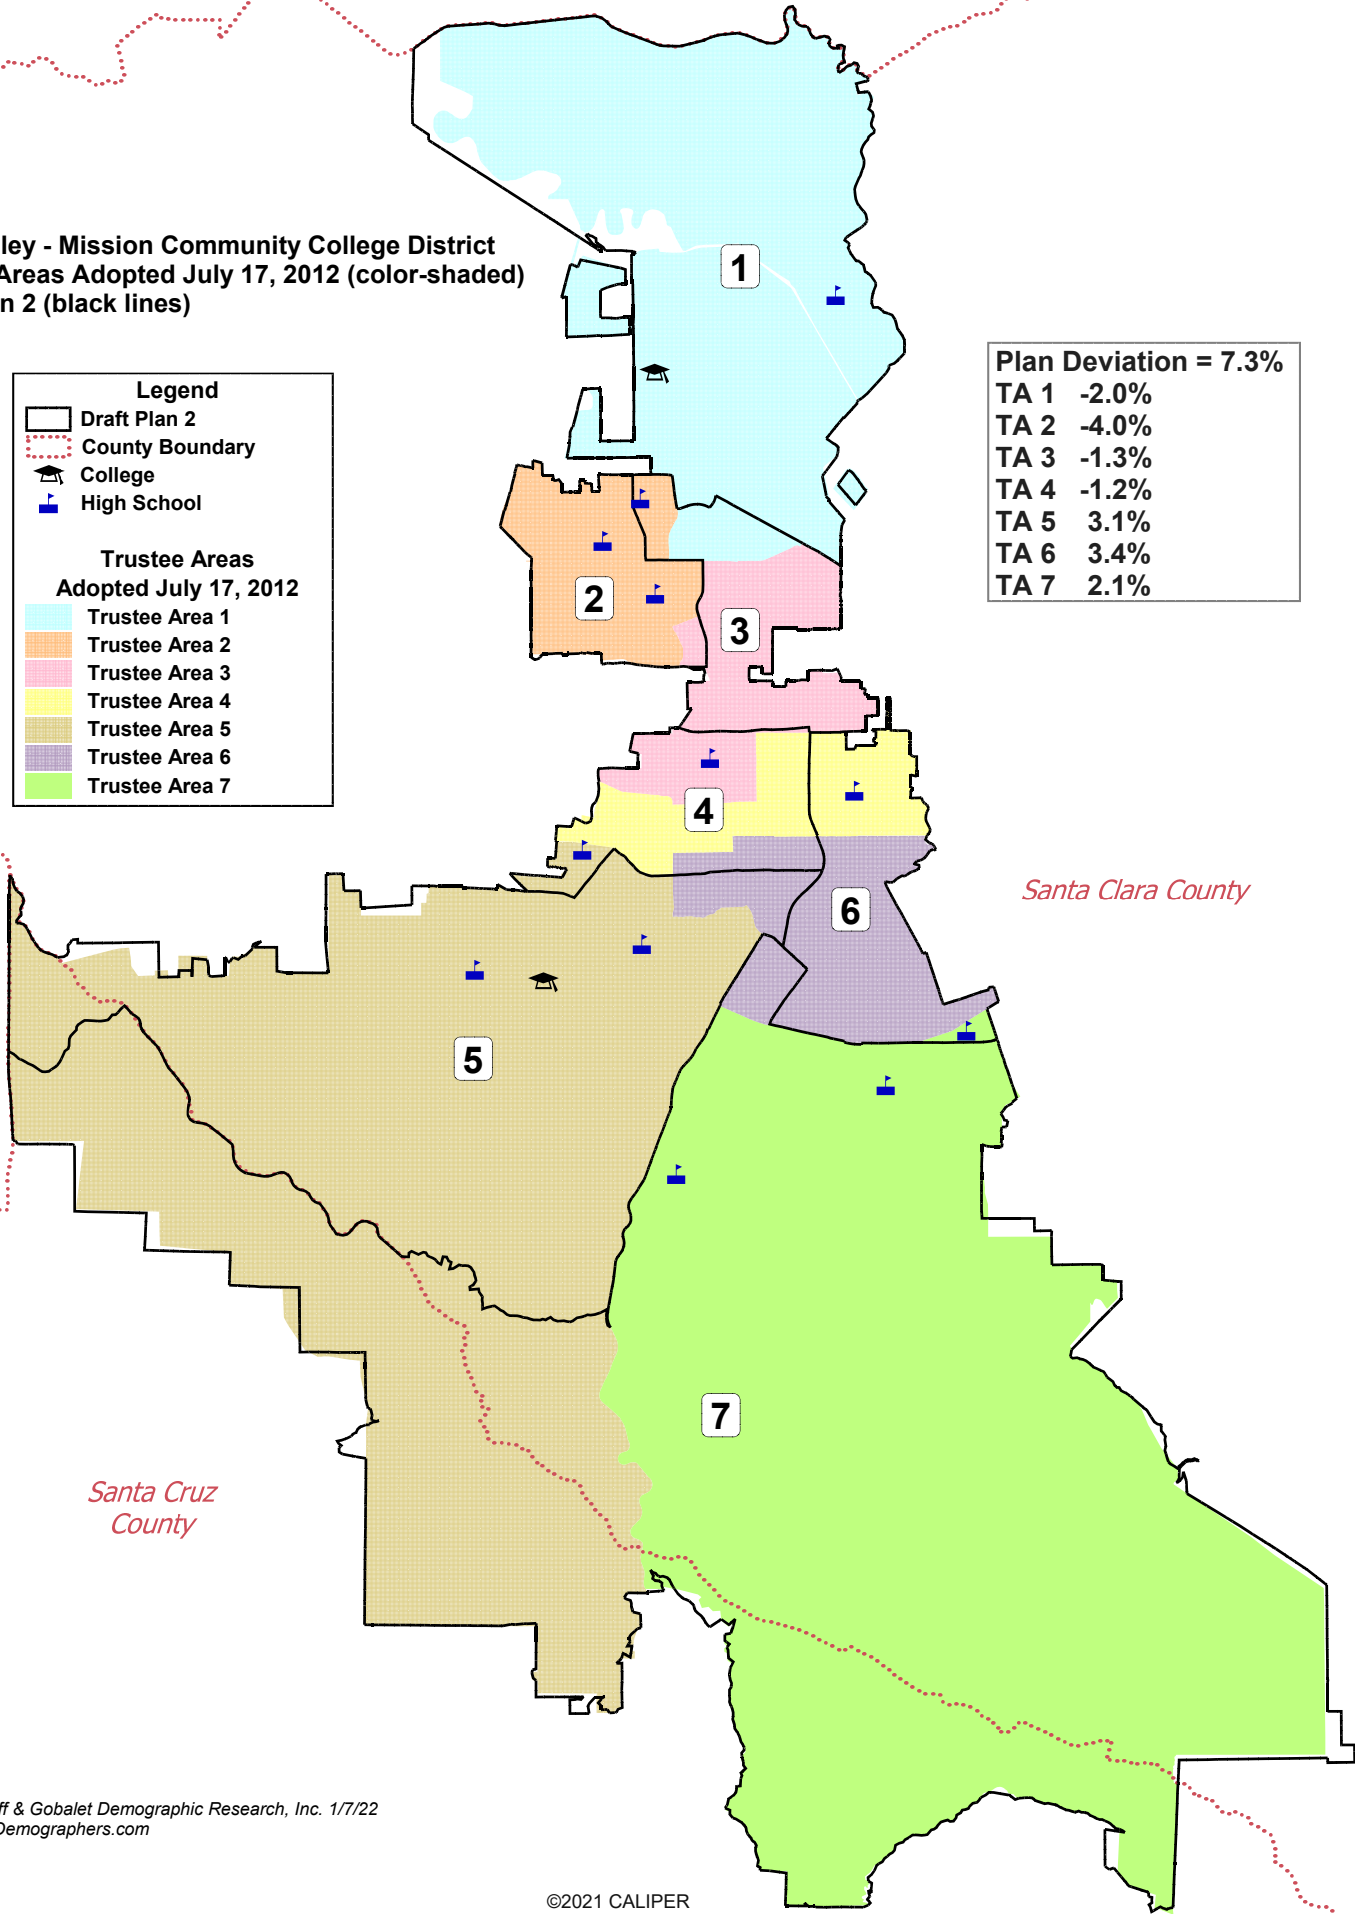 ley - Mission Community College District
Areas Adopted July 17, 2012 (color-shaded)
n 2 (black lines)
Legend
Draft Plan 2
County Boundary
College
High School
Trustee Areas
Adopted July 17, 2012
Trustee Area 1
Trustee Area 2
Trustee Area 3
Trustee Area 4
Trustee Area 5
Trustee Area 6
Trustee Area 7
Plan Deviation = 7.3%
TA 1 -2.0%
TA 2 -4.0%
TA 3 -1.3%
TA 4 -1.2%
TA 5 3.1%
TA 6 3.4%
TA 7 2.1%
1
2
3
4
Santa Clara County
6
5
7
Santa Cruz
County
ff & Gobalet Demographic Research, Inc. 1/7/22
Demographers.com
©2021 CALIPER